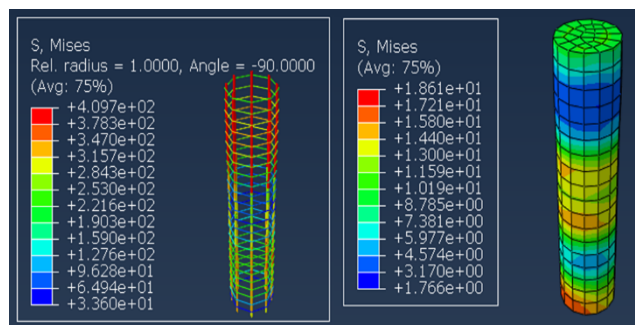 S, Mises
Rel. radius = 1.0000, Angle = -90.0000
(Avg: 75%)
+4.097e+02
+3.783e+02
+3.470e+02
+3.157e+02
+2.843e+02
+2.530e+02
+2.216e+02
+1.903e+02
+1.590e+02
+1.276e+02
+9.628e+01
+6.494e+01
+3.360e+01
S, Mises
(Avg: 75%)
+1.861e+01
+1.721e+01
+1.580e+01
+1.440e+01
+1.300e+01
+1.159e+01
+1.019e+01
+8.785e+00
+7.381e+00
+5.977e+00
+4.574e+00
+3.170e+00
+1.766e+00